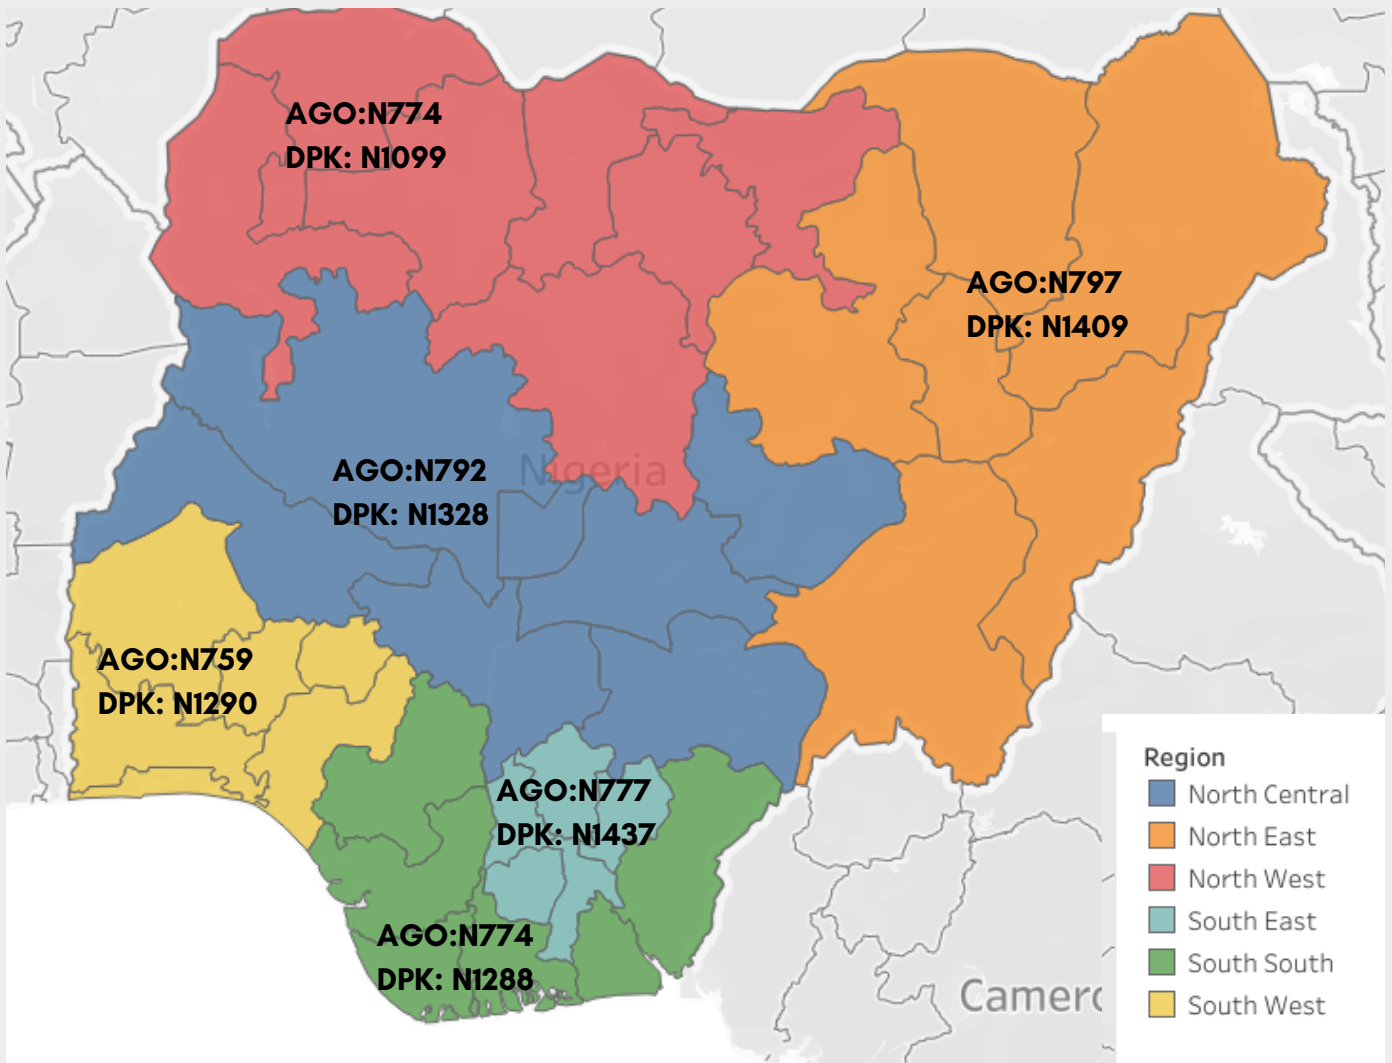 AGO:N774
DPK: N1099
AGO:N797
DPK: N1409
Nigeria
AGO:N792
DPK: N1328
AGO:N759
DPK: N1290
AGO:N777
DPK: N1437
AGO:N774
DPK: N1288
Camerc
Region
North Central
North East
North West
South East
South South
South West